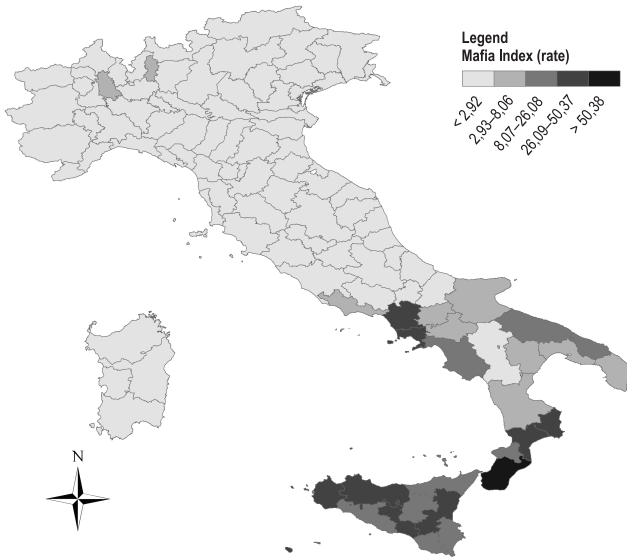 Legend
Mafia Index (rate)
< 2,92
2,93–8,06
8,07–26,08
26,09–50,37
> 50,38
N